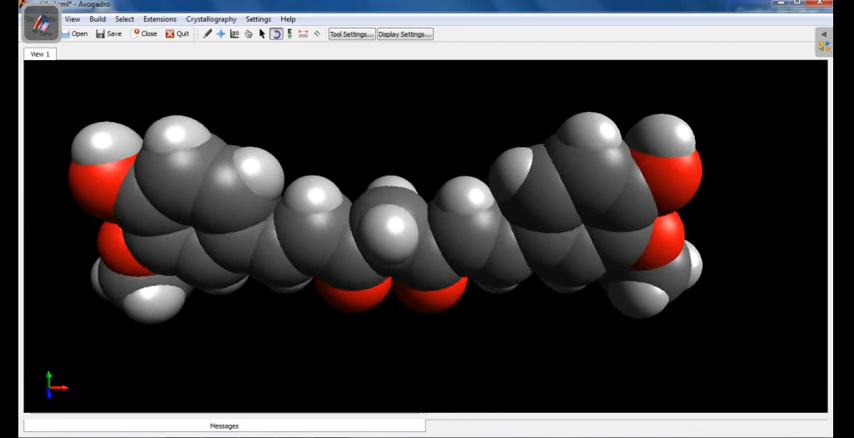 - Avogadro
View Build Select Extensions Crystallography Settings Help
Open Save Close Quit Tool Settings... Display Settings...
View 1
Messages